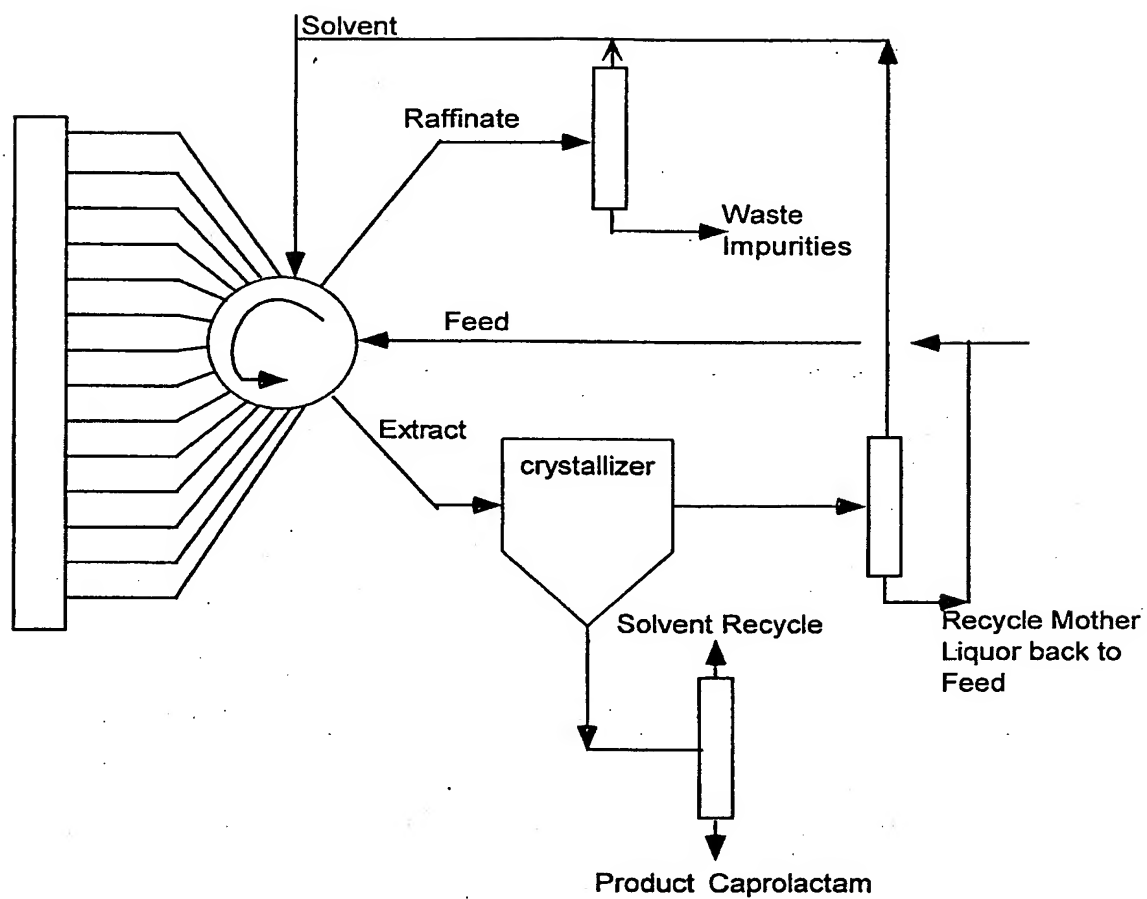 Solvent
Raffinate
Waste
Impurities
Feed
Extract
crystallizer
Solvent Recycle
Recycle Mother
Liquor back to
Feed
Product Caprolactam